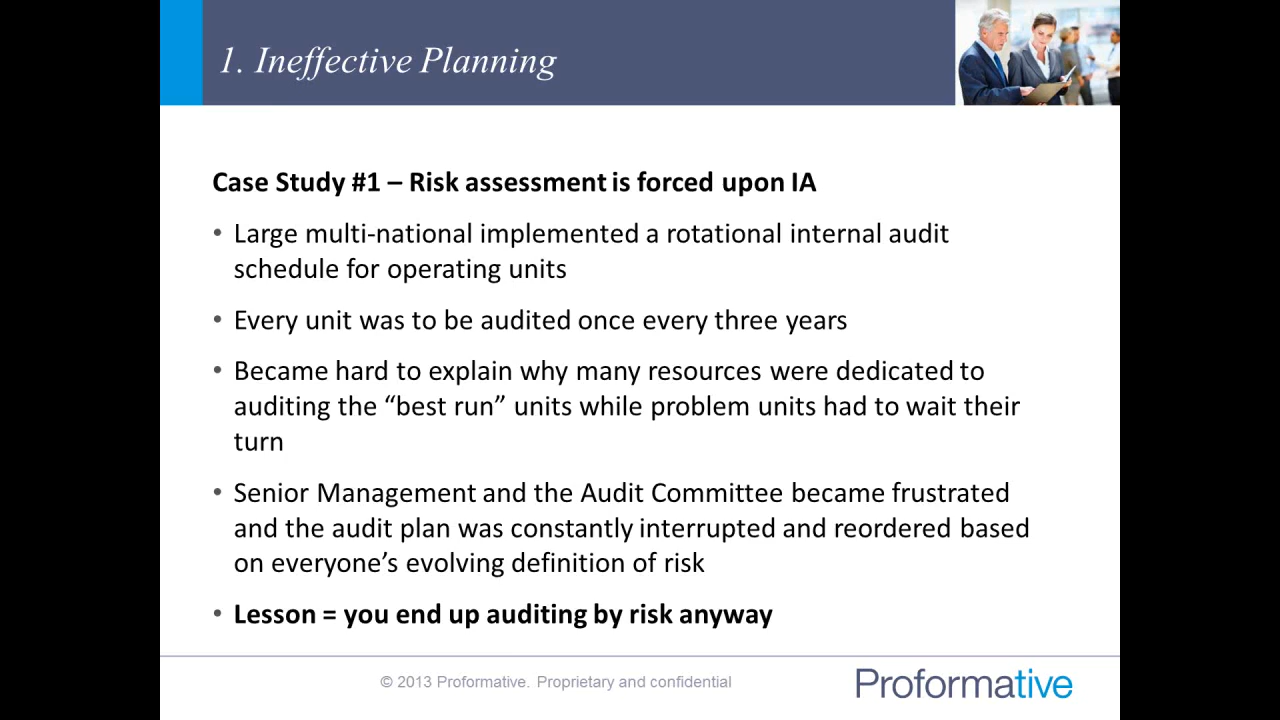 1. Ineffective Planning
Case Study #1 – Risk assessment is forced upon IA
• Large multi-national implemented a rotational internal audit
schedule for operating units
• Every unit was to be audited once every three years
• Became hard to explain why many resources were dedicated to
auditing the “best run” units while problem units had to wait their
turn
• Senior Management and the Audit Committee became frustrated
and the audit plan was constantly interrupted and reordered based
on everyone’s evolving definition of risk
• Lesson = you end up auditing by risk anyway
© 2013 Proformative. Proprietary and confidential
Proformative